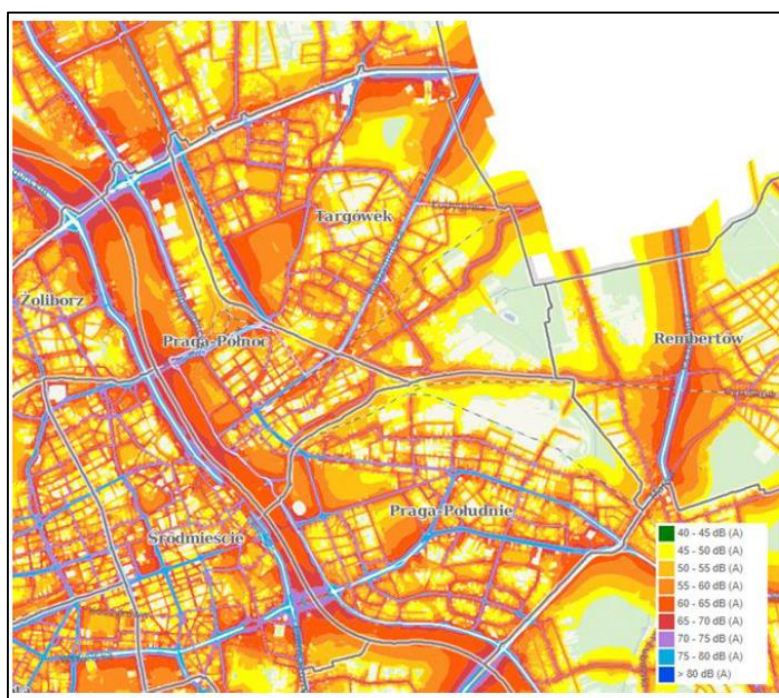 Targówek
Żoliborz
Praga-Północ
Rembertów
Praga-Południe
Śródmieście
40 - 45 dB (A)
45 - 50 dB (A)
50 - 55 dB (A)
55 - 60 dB (A)
60 - 65 dB (A)
65 - 70 dB (A)
70 - 75 dB (A)
75 - 80 dB (A)
> 80 dB (A)